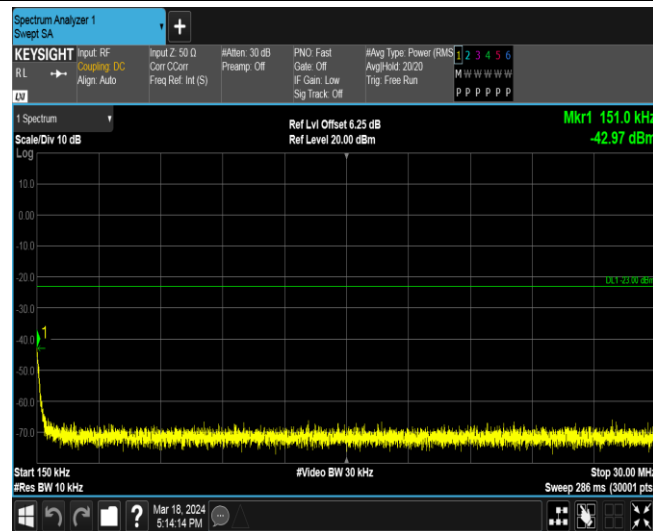 Spectrum Analyzer 1
Swept SA
+
KEYSIGHT
RL
LXI
Input: RF
Coupling: DC
Align: Auto
Input Z: 50 Ω
Corr CCorr
Freq Ref: Int (S)
#Atten: 30 dB
Preamp: Off
PNO: Fast
Gate: Off
IF Gain: Low
Sig Track: Off
#Avg Type: Power (RMS
Avg|Hold: 20/20
Trig: Free Run
1 2 3 4 5 6
M W W W W W
P P P P P P
1 Spectrum
Scale/Div 10 dB
Log
Ref Lvl Offset 6.25 dB
Ref Level 20.00 dBm
Mkr1 151.0 kHz
-42.97 dBm
10.0
0.00
-10.0
-20.0
DL1 -23.00 dBm
-30.0
-40.0
1
-50.0
-60.0
-70.0
Start 150 kHz
#Video BW 30 kHz
Stop 30.00 MHz
#Res BW 10 kHz
Sweep 286 ms (30001 pts
?
Mar 18, 2024
5:14:14 PM